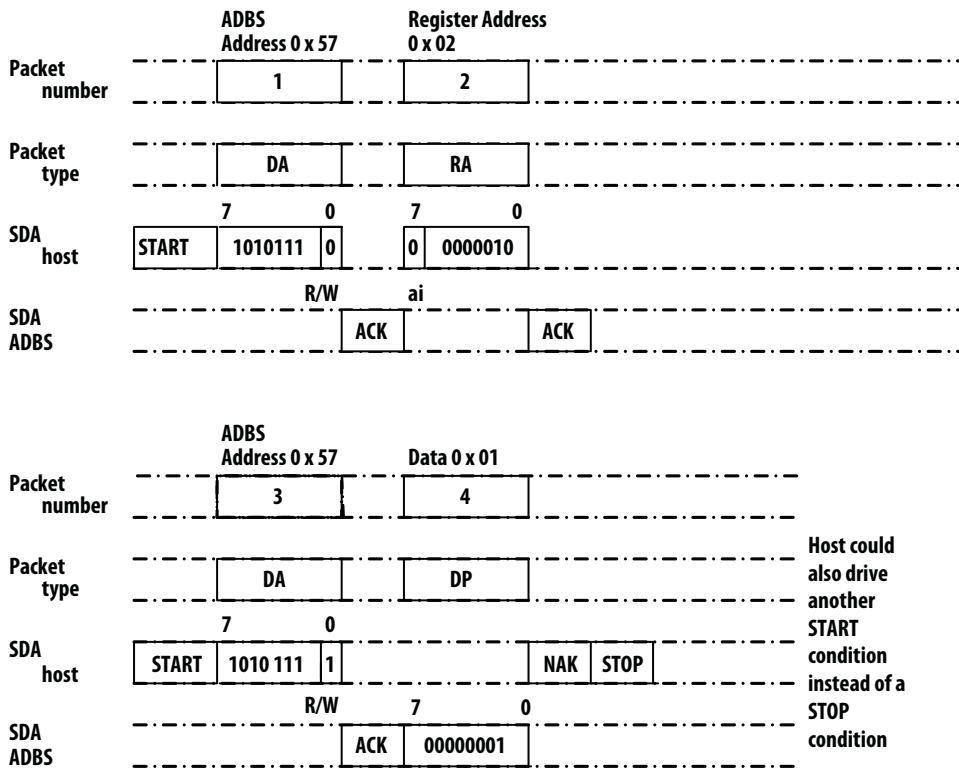 ADBS
Address 0 x 57
Register Address
0 x 02
Packet
number
1
2
Packet
type
DA
RA
7 0
7 0
SDA
host
START
1010111
0
0
0000010
R/W
ai
SDA
ADBS
ACK
ACK
ADBS
Address 0 x 57
Data 0 x 01
Packet
number
3
4
Packet
type
DA
DP
7 0
SDA
host
START
1010 111
1
NAK
STOP
R/W
7 0
SDA
ADBS
ACK
00000001
Host could
also drive
another
START
condition
instead of a
STOP
condition